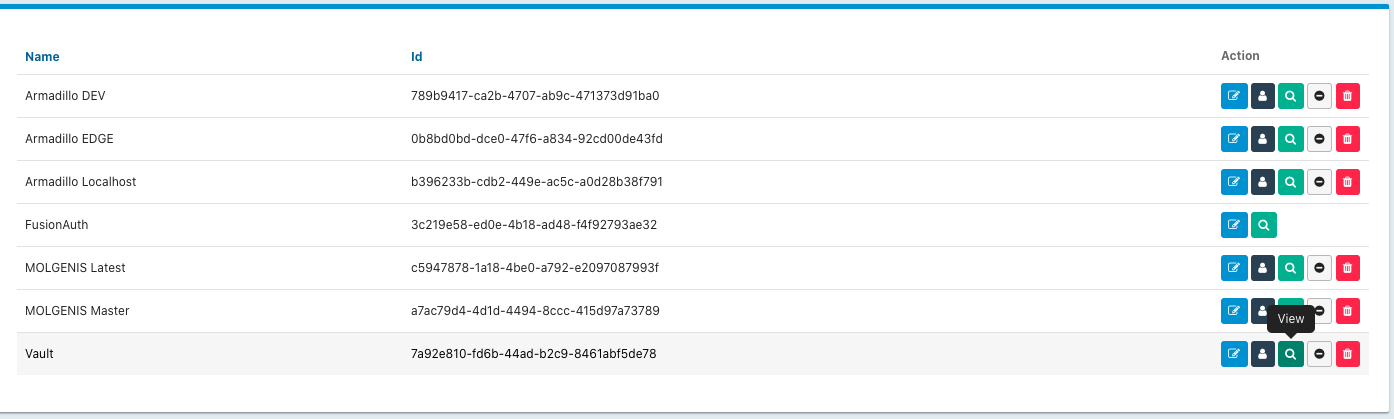 Name Id Action
Armadillo DEV 789b9417-ca2b-4707-ab9c-471373d91ba0
Armadillo EDGE 0b8bd0bd-dce0-47f6-a834-92cd00de43fd
Armadillo Localhost b396233b-cdb2-449e-ac5c-a0d28b38f791
FusionAuth 3c219e58-ed0e-4b18-ad48-f4f92793ae32
MOLGENIS Latest c5947878-1a18-4be0-a792-e2097087993f
MOLGENIS Master a7ac79d4-4d1d-4494-8ccc-415d97a73789
View
Vault 7a92e810-fd6b-44ad-b2c9-8461abf5de78